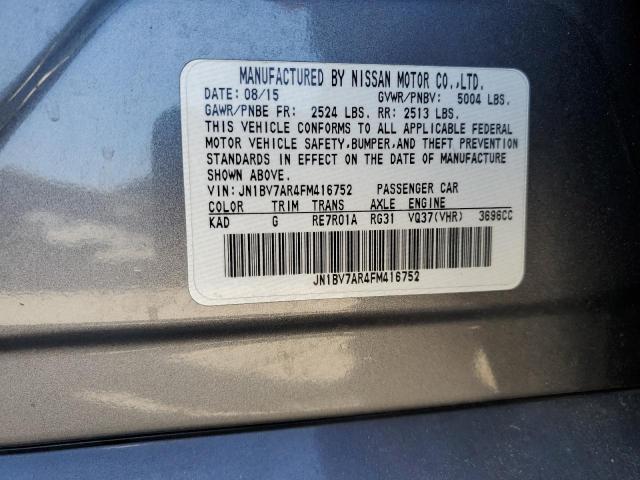 MANUFACTURED BY NISSAN MOTOR CO.,LTD.
DATE: 08/15 GVWR/PNBV: 5004 LBS.
GAWR/PNBE FR: 2524 LBS. RR: 2513 LBS.
THIS VEHICLE CONFORMS TO ALL APPLICABLE FEDERAL
MOTOR VEHICLE SAFETY,BUMPER,AND THEFT PREVENTION
STANDARDS IN EFFECT ON THE DATE OF MANUFACTURE
SHOWN ABOVE.
VIN: JN1BV7AR4FM416752 PASSENGER CAR
COLOR TRIM TRANS AXLE ENGINE
KAD G RE7R01A RG31 VQ37(VHR) 3696CC
JN1BV7AR4FM416752